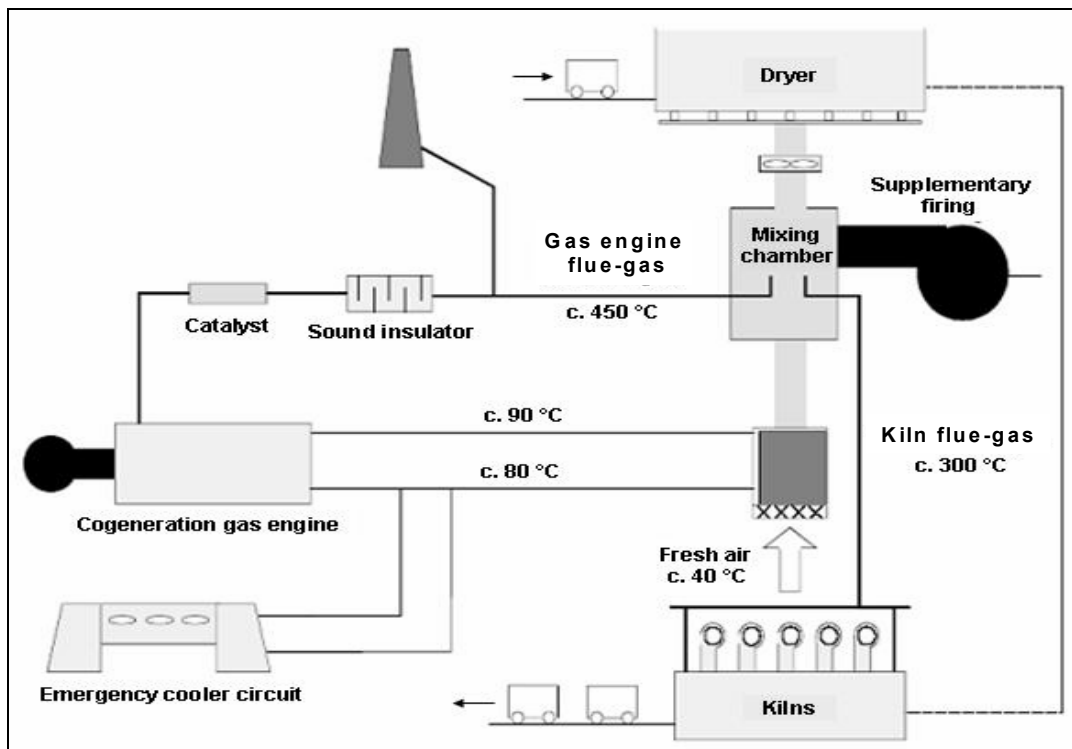 Dryer
Supplementary
firing
Mixing
chamber
Gas engine
flue-gas
c. 450 °C
Catalyst
Sound insulator
c. 90 °C
Kiln flue-gas
c. 300 °C
c. 80 °C
Cogeneration gas engine
Fresh air
c. 40 °C
Emergency cooler circuit
Kilns